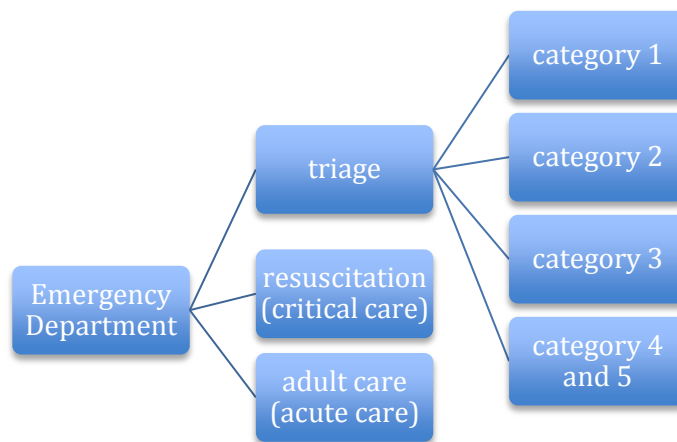 Emergency
Department
triage
resuscitation
(critical care)
adult care
(acute care)
category 1
category 2
category 3
category 4
and 5